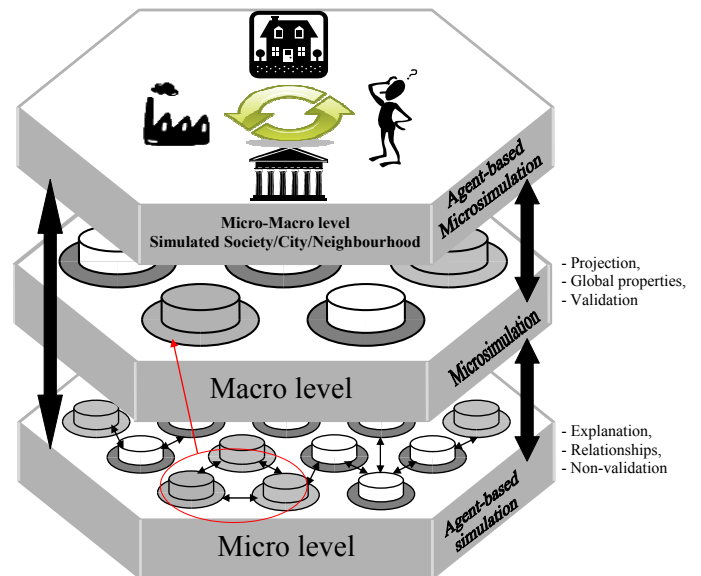 ?
Agent-based
Microsimulation
Micro-Macro level
Simulated Society/City/Neighbourhood
- Projection,
- Global properties,
- Validation
Microsimulation
Macro level
- Explanation,
- Relationships,
- Non-validation
Agent-based
simulation
Micro level